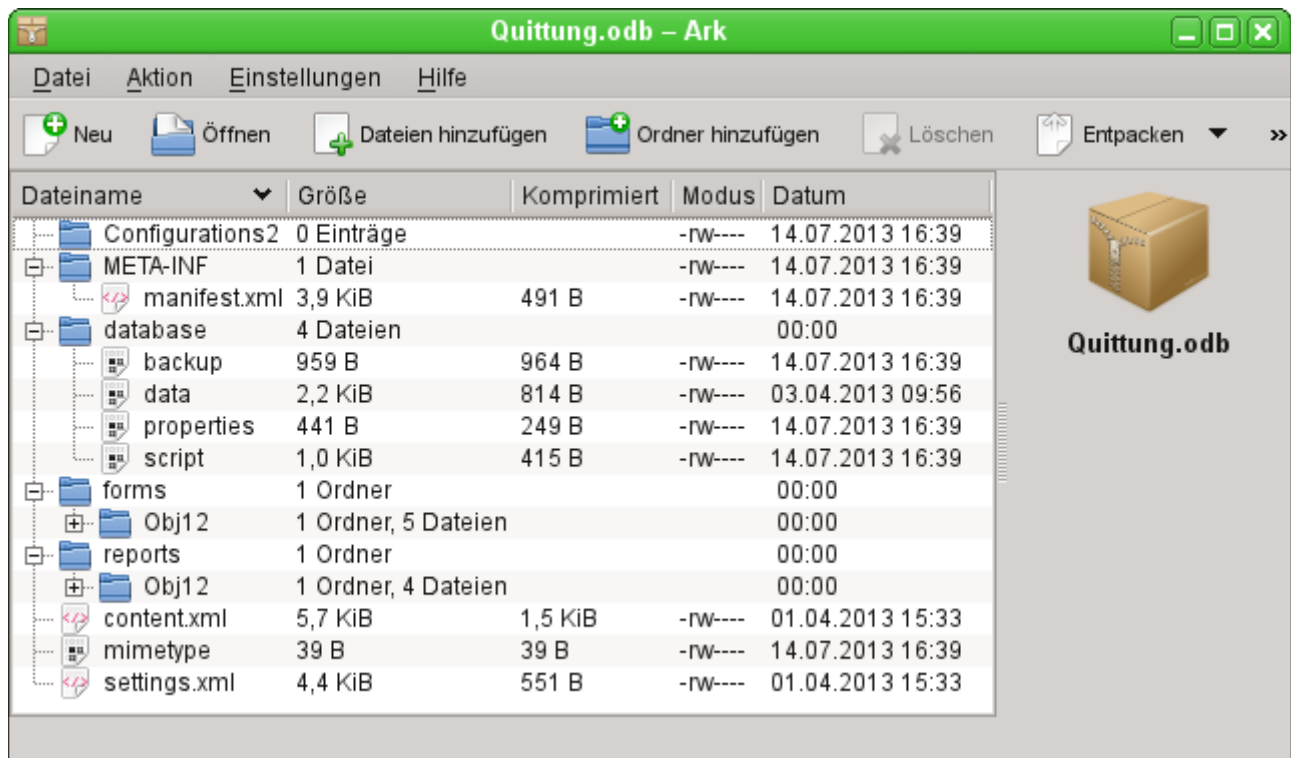 Quittung.odb – Ark
Datei Aktion Einstellungen Hilfe
Neu Öffnen Dateien hinzufügen Ordner hinzufügen Löschen Entpacken »
Dateiname Größe Komprimiert Modus Datum
Configurations2 0 Einträge -rw---- 14.07.2013 16:39
META-INF 1 Datei -rw---- 14.07.2013 16:39
manifest.xml 3,9 KiB 491 B -rw---- 14.07.2013 16:39
database 4 Dateien 00:00
backup 959 B 964 B -rw---- 14.07.2013 16:39
data 2,2 KiB 814 B -rw---- 03.04.2013 09:56
properties 441 B 249 B -rw---- 14.07.2013 16:39
script 1,0 KiB 415 B -rw---- 14.07.2013 16:39
forms 1 Ordner 00:00
Obj12 1 Ordner, 5 Dateien 00:00
reports 1 Ordner 00:00
Obj12 1 Ordner, 4 Dateien 00:00
content.xml 5,7 KiB 1,5 KiB -rw---- 01.04.2013 15:33
mimetype 39 B 39 B -rw---- 14.07.2013 16:39
settings.xml 4,4 KiB 551 B -rw---- 01.04.2013 15:33
Quittung.odb